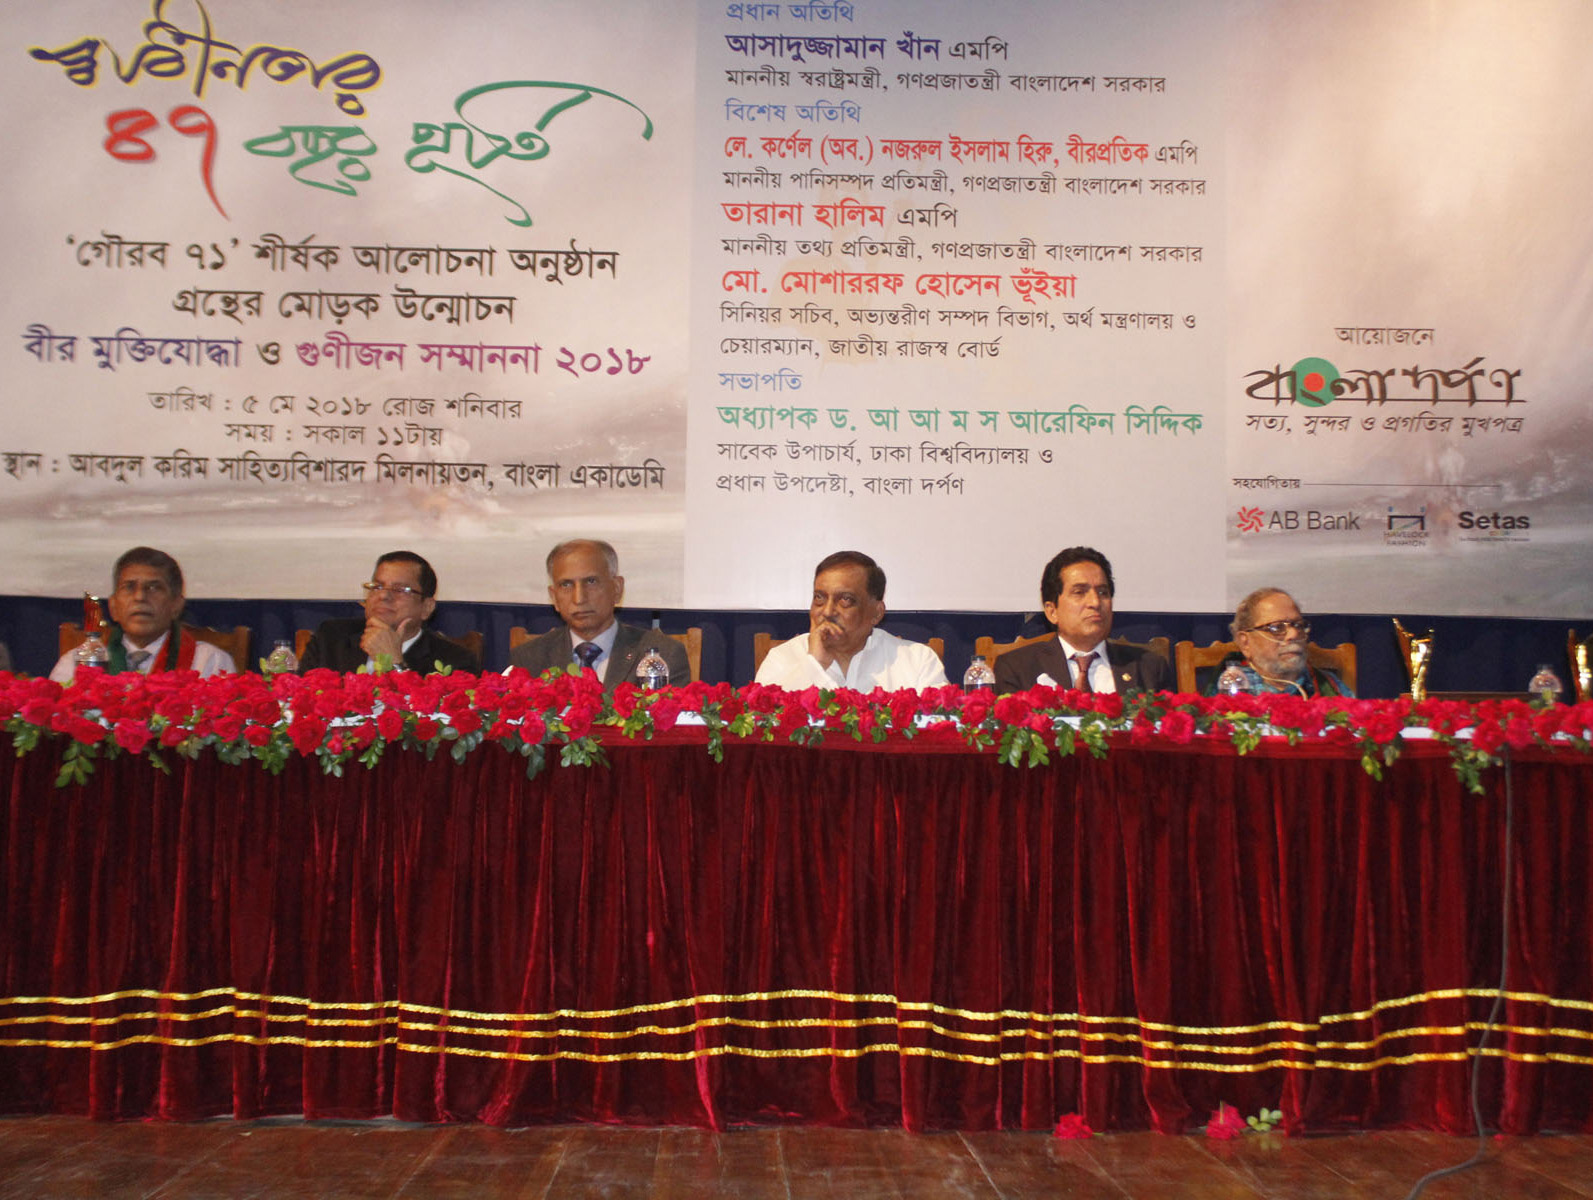 স্বাধীনতার
৪৭ বছর পূর্তি
‘গৌরব ৭১’ শীর্ষক আলোচনা অনুষ্ঠান
গ্রন্থের মোড়ক উন্মোচন
বীর মুক্তিযোদ্ধা ও গুণীজন সম্মাননা ২০১৮
তারিখ : ৫ মে ২০১৮ রোজ শনিবার
সময় : সকাল ১১টায়
স্থান : আবদুল করিম সাহিত্যবিশারদ মিলনায়তন, বাংলা একাডেমি
প্রধান অতিথি
আসাদুজ্জামান খাঁন এমপি
মাননীয় স্বরাষ্ট্রমন্ত্রী, গণপ্রজাতন্ত্রী বাংলাদেশ সরকার
বিশেষ অতিথি
লে. কর্ণেল (অব.) নজরুল ইসলাম হিরু, বীরপ্রতিক এমপি
মাননীয় পানিসম্পদ প্রতিমন্ত্রী, গণপ্রজাতন্ত্রী বাংলাদেশ সরকার
তারানা হালিম এমপি
মাননীয় তথ্য প্রতিমন্ত্রী, গণপ্রজাতন্ত্রী বাংলাদেশ সরকার
মো. মোশাররফ হোসেন ভূঁইয়া
সিনিয়র সচিব, অভ্যন্তরীণ সম্পদ বিভাগ, অর্থ মন্ত্রণালয় ও
চেয়ারম্যান, জাতীয় রাজস্ব বোর্ড
সভাপতি
অধ্যাপক ড. আ আ ম স আরেফিন সিদ্দিক
সাবেক উপাচার্য, ঢাকা বিশ্ববিদ্যালয় ও
প্রধান উপদেষ্টা, বাংলা দর্পণ
আয়োজনে
বাংলা দর্পণ
সত্য, সুন্দর ও প্রগতির মুখপত্র
সহযোগিতায়
AB Bank
HAVELOCK
FASHION
Setas